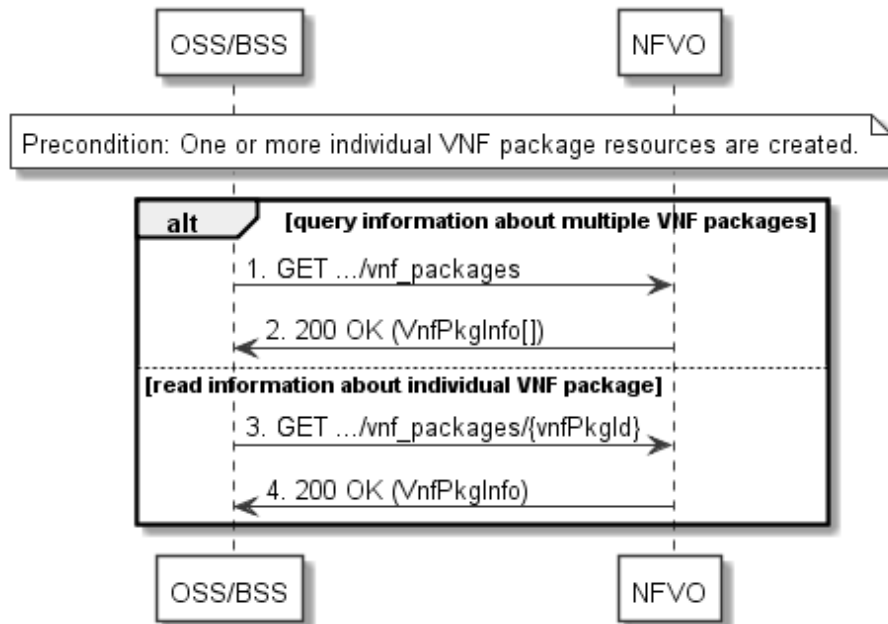 OSS/BSS NFVO
Precondition: One or more individual VNF package resources are created.
alt [query information about multiple VNF packages]
1. GET .../vnf_packages
2. 200 OK (VnfPkgInfo[])
[read information about individual VNF package]
3. GET .../vnf_packages/{vnfPkgId}
4. 200 OK (VnfPkgInfo)
OSS/BSS NFVO